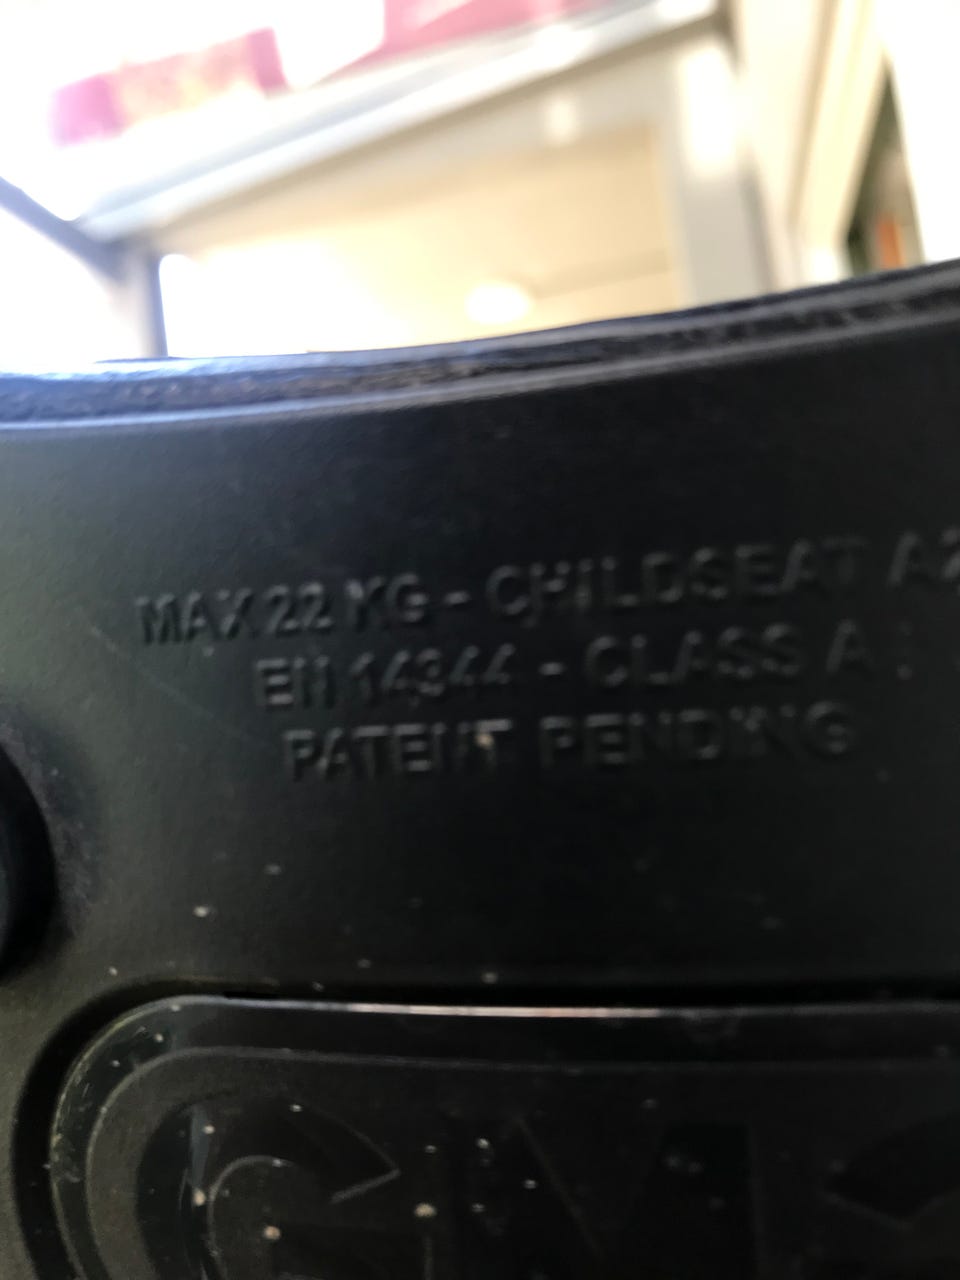 MAX 22 KG - CHILDSEAT
EN 14344 - CLASS A
PATENT PENDING